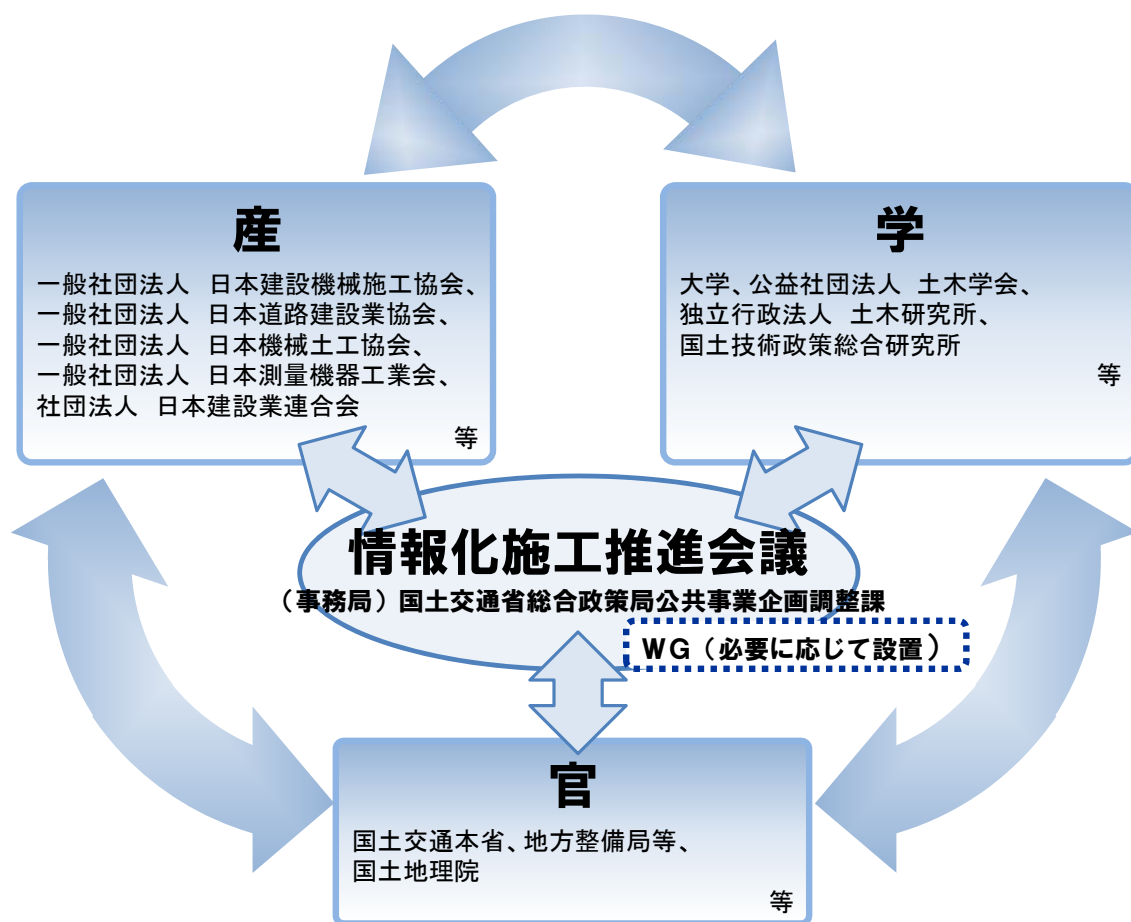 産
一般社団法人　日本建設機械施工協会、
一般社団法人　日本道路建設業協会、
一般社団法人　日本機械土工協会、
一般社団法人　日本測量機器工業会、
社団法人　日本建設業連合会
等
学
大学、公益社団法人　土木学会、
独立行政法人　土木研究所、
国土技術政策総合研究所
等
情報化施工推進会議
（事務局）国土交通省総合政策局公共事業企画調整課
ＷＧ（必要に応じて設置）
官
国土交通本省、地方整備局等、
国土地理院
等